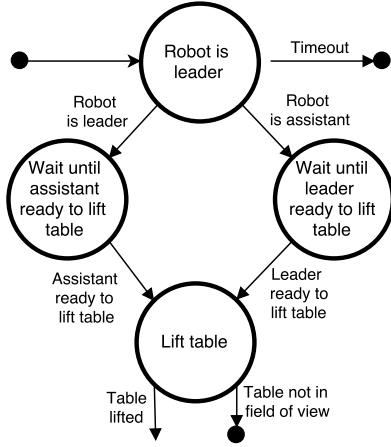 Robot is
leader
Timeout
Robot
is leader
Robot
is assistant
Wait until
assistant
ready to lift
table
Wait until
leader
ready to lift
table
Assistant
ready to
lift table
Leader
ready to
lift table
Lift table
Table
lifted
Table not in
field of view